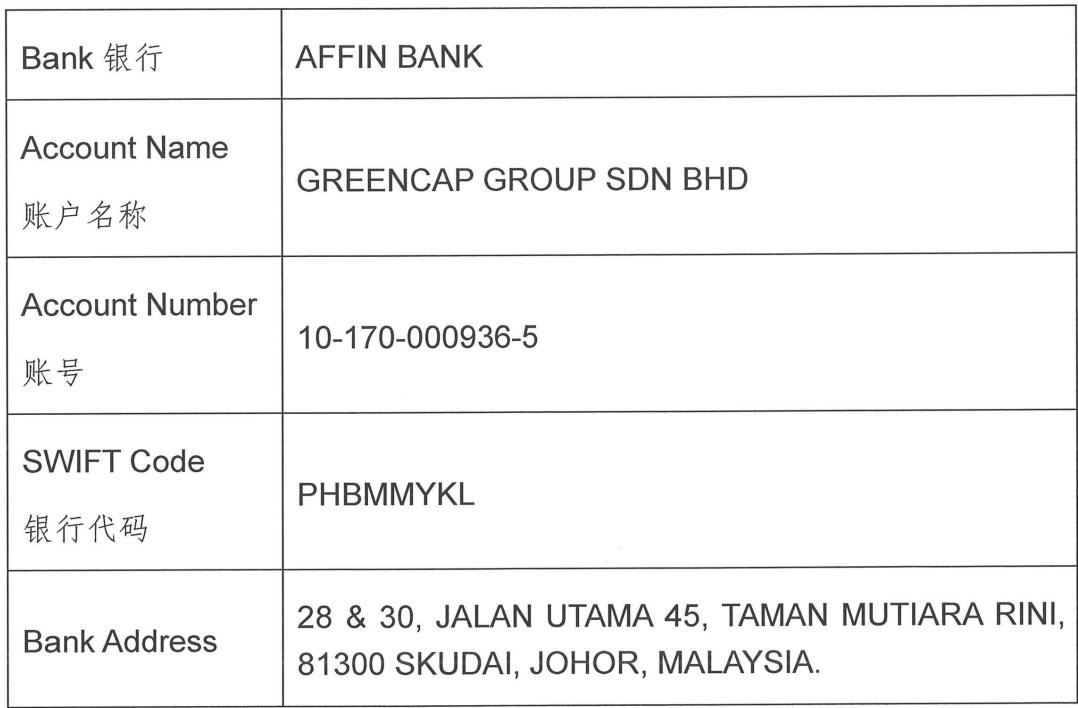 Bank 银行
AFFIN BANK
Account Name
账户名称
GREENCAP GROUP SDN BHD
Account Number
账号
10-170-000936-5
SWIFT Code
银行代码
PHBMMYKL
Bank Address
28 & 30, JALAN UTAMA 45, TAMAN MUTIARA RINI,
81300 SKUDAI, JOHOR, MALAYSIA.